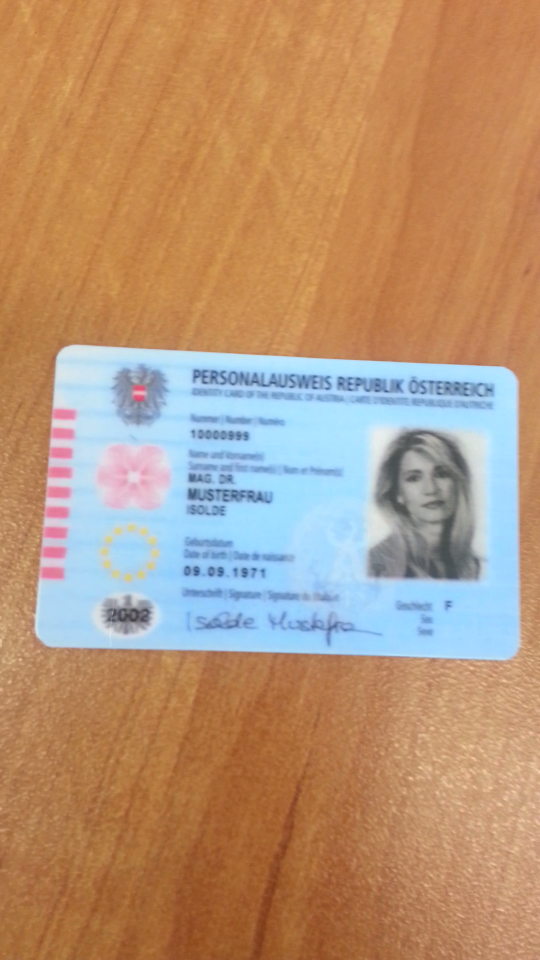 PERSONALAUSWEIS REPUBLIK ÖSTERREICH
IDENTITY CARD OF THE REPUBLIC OF AUSTRIA | CARTE D'IDENTITÉ REPUBLIQUE D'AUTRICHE
Nummer | Number | Numéro
10000999
Name und Vorname(n)
Surname and first name(s) | Nom et Prénom(s)
MAG. DR.
MUSTERFRAU
ISOLDE
Geburtsdatum
Date of birth | Date de naissance
09.09.1971
Unterschrift | Signature | Signature du titulaire
Isolde Musterfrau
Geschlecht F
Sex
Sexe
2002